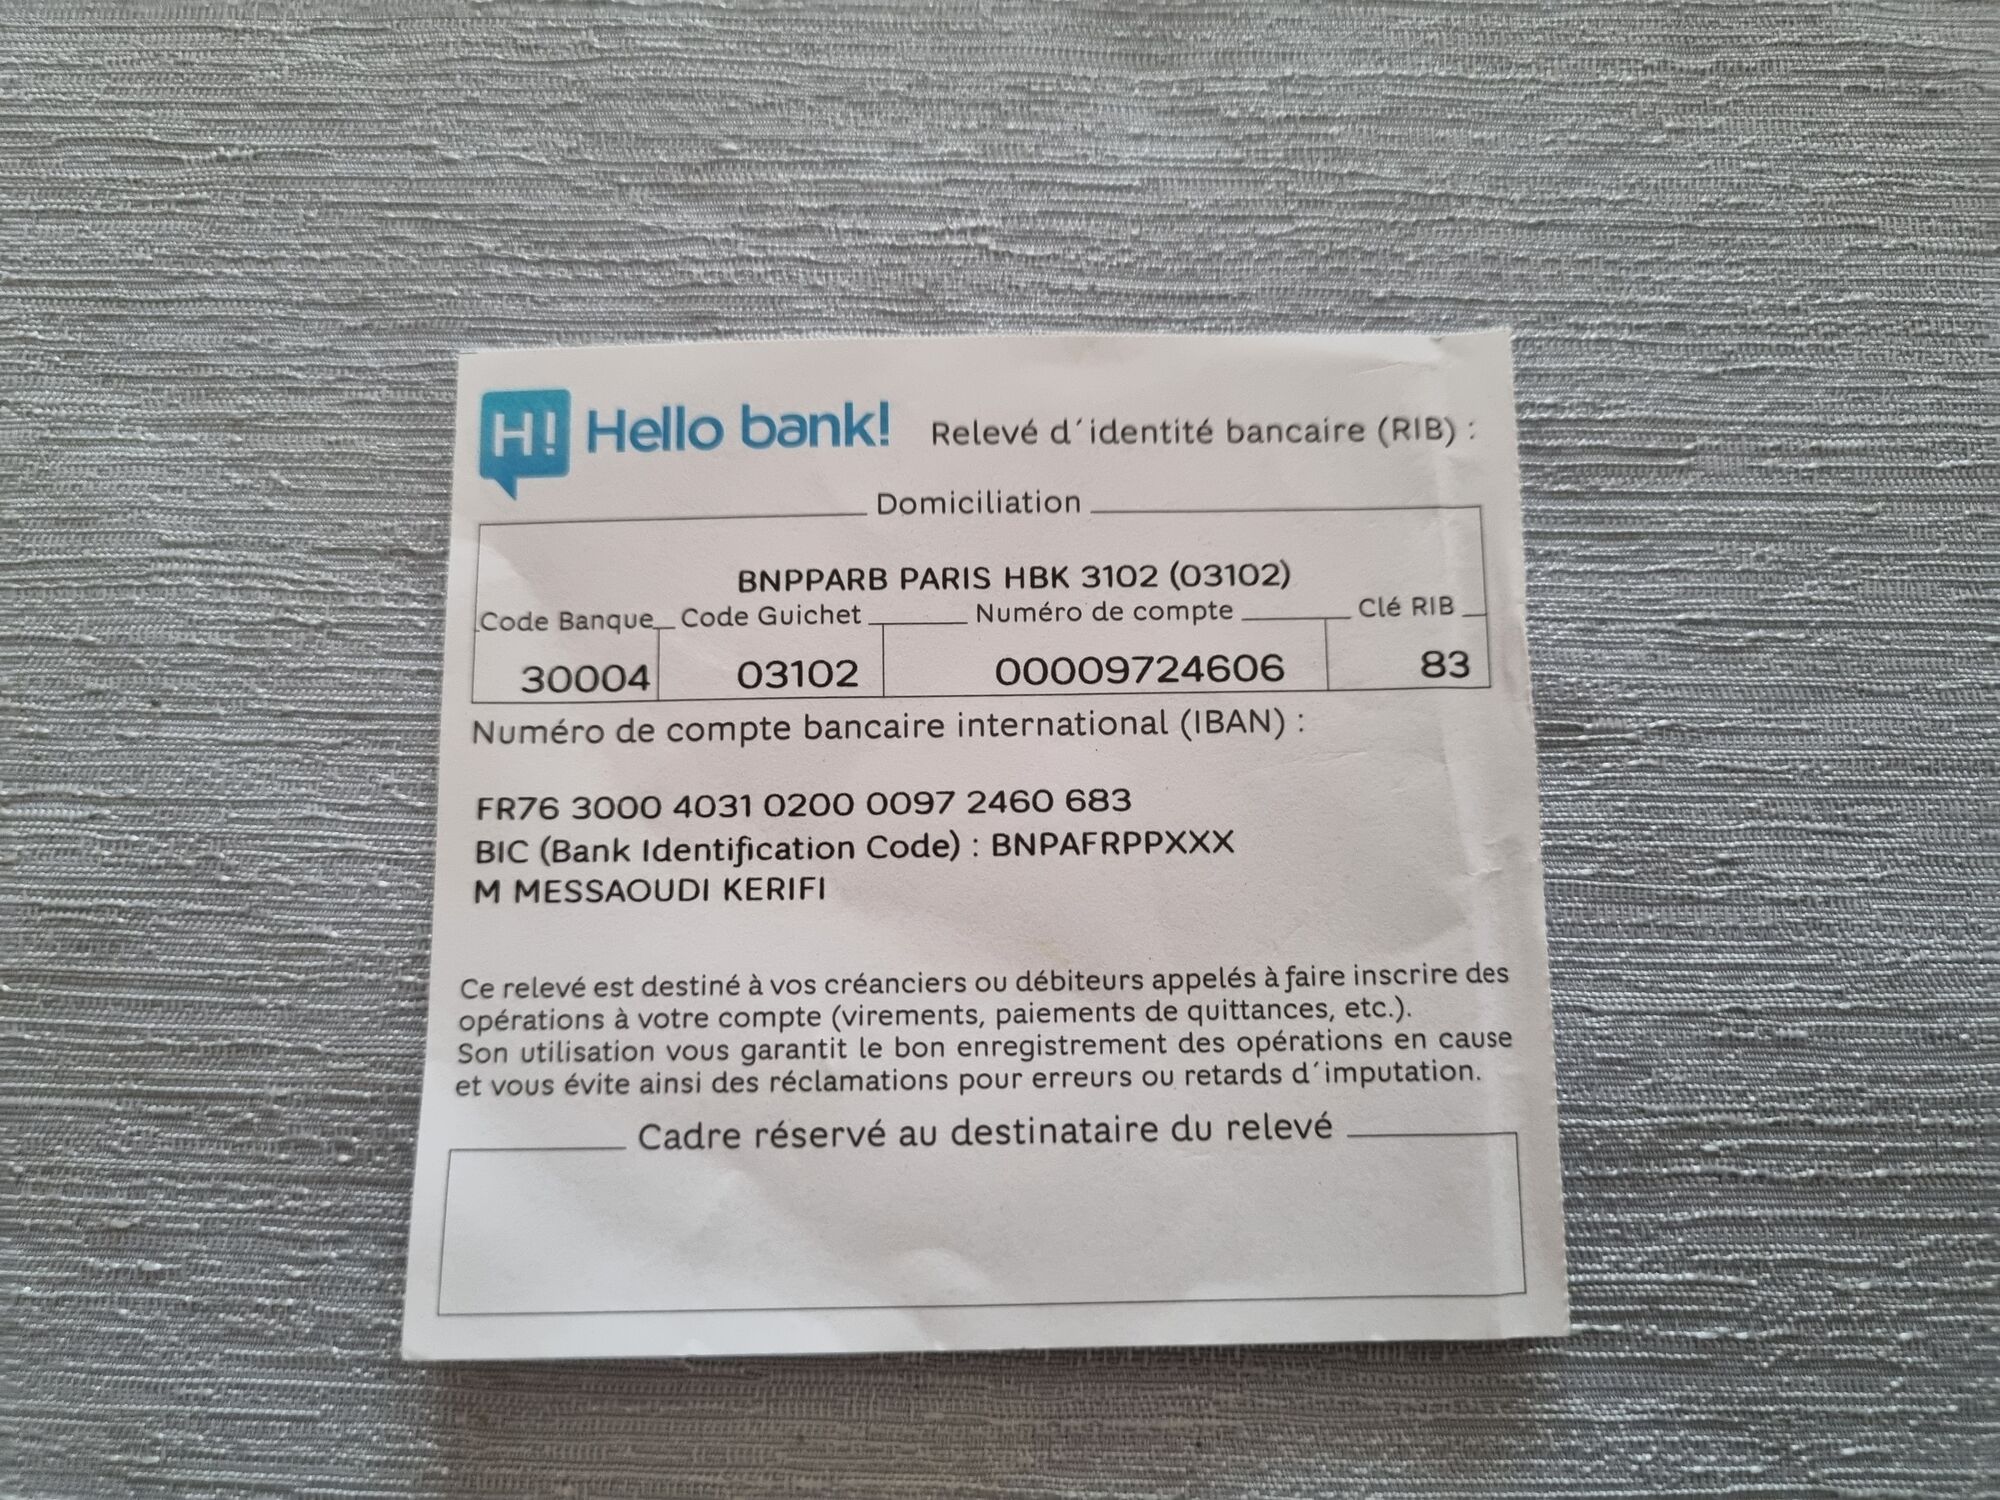 H! Hello bank! Relevé d´identité bancaire (RIB) :
Domiciliation
BNPPARB PARIS HBK 3102 (03102)
Code Banque Code Guichet Numéro de compte Clé RIB
30004 03102 00009724606 83
Numéro de compte bancaire international (IBAN) :
FR76 3000 4031 0200 0097 2460 683
BIC (Bank Identification Code) : BNPAFRPPXXX
M MESSAOUDI KERIFI
Ce relevé est destiné à vos créanciers ou débiteurs appelés à faire inscrire des
opérations à votre compte (virements, paiements de quittances, etc.).
Son utilisation vous garantit le bon enregistrement des opérations en cause
et vous évite ainsi des réclamations pour erreurs ou retards d´imputation.
Cadre réservé au destinataire du relevé